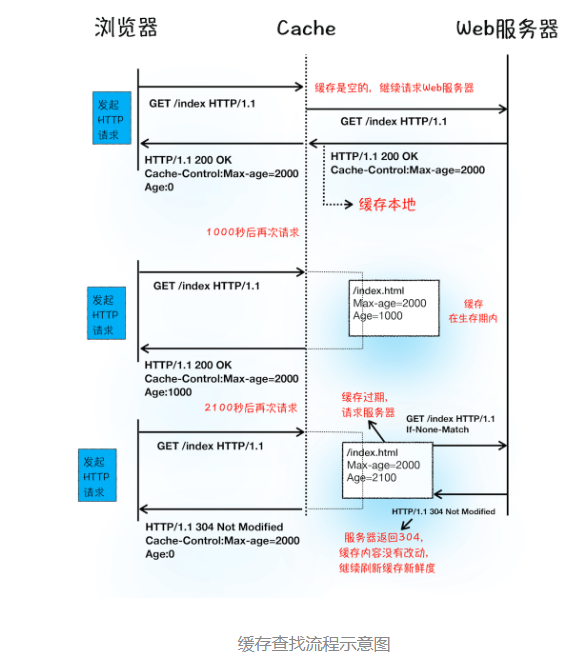 浏览器
Cache
Web服务器
发起
HTTP
请求
GET /index HTTP/1.1
缓存是空的，继续请求Web服务器
GET /index HTTP/1.1
HTTP/1.1 200 OK
Cache-Control:Max-age=2000
Age:0
HTTP/1.1 200 OK
Cache-Control:Max-age=2000
缓存本地
1000秒后再次请求
发起
HTTP
请求
GET /index HTTP/1.1
/index.html
Max-age=2000
Age=1000
缓存
在生存期内
HTTP/1.1 200 OK
Cache-Control:Max-age=2000
Age:1000
2100秒后再次请求
缓存过期，
请求服务器
发起
HTTP
请求
GET /index HTTP/1.1
/index.html
Max-age=2000
Age=2100
GET /index HTTP/1.1
If-None-Match
HTTP/1.1 304 Not Modified
HTTP/1.1 304 Not Modified
Cache-Control:Max-age=2000
Age:0
服务器返回304，
缓存内容没有改动，
继续刷新缓存新鲜度
缓存查找流程示意图